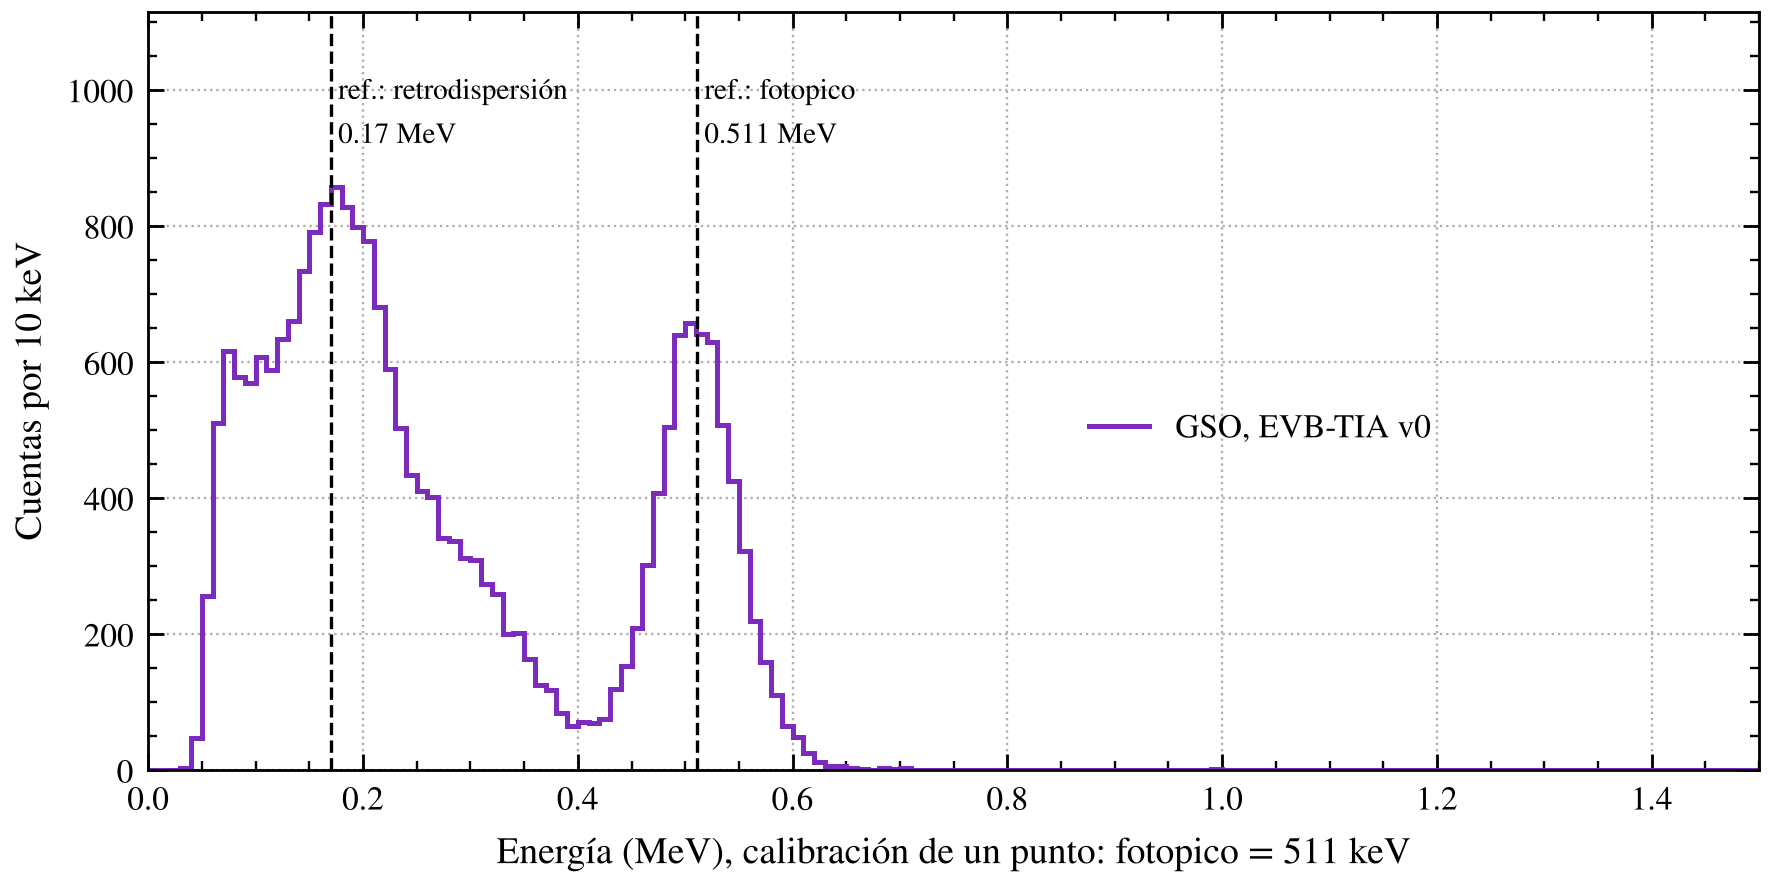 1000
800
600
400
200
0
Cuentas por 10 keV
ref.: retrodispersión
0.17 MeV
ref.: fotopico
0.511 MeV
GSO, EVB-TIA v0
0.0 0.2 0.4 0.6 0.8 1.0 1.2 1.4
Energía (MeV), calibración de un punto: fotopico = 511 keV